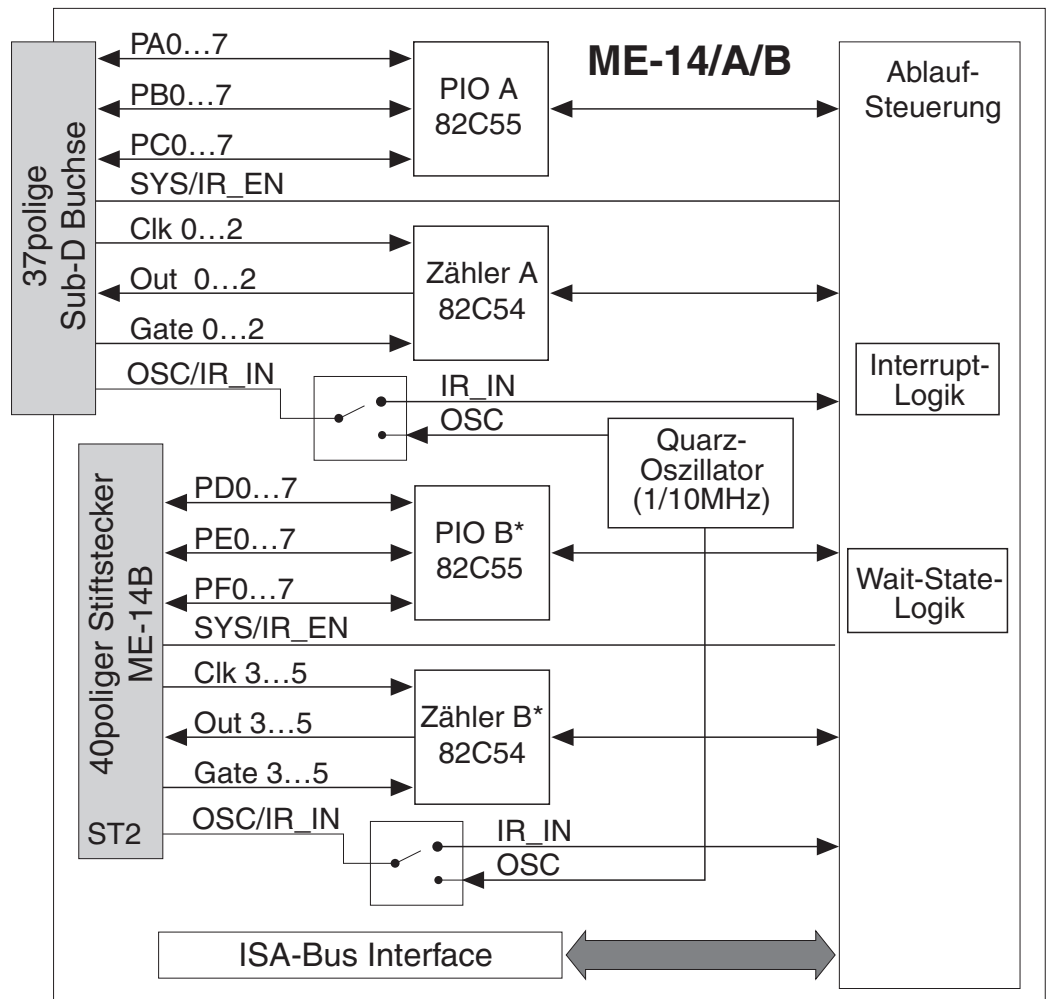 ME-14/A/B
37polige
Sub-D Buchse
PA0…7
PB0…7
PC0…7
SYS/IR_EN
Clk 0…2
Out 0…2
Gate 0…2
OSC/IR_IN
PIO A
82C55
Zähler A
82C54
IR_IN
OSC
Ablauf-
Steuerung
Interrupt-
Logik
Quarz-
Oszillator
(1/10MHz)
40poliger Stiftstecker
ME-14B
ST2
PD0…7
PE0…7
PF0…7
SYS/IR_EN
Clk 3…5
Out 3…5
Gate 3…5
OSC/IR_IN
PIO B*
82C55
Zähler B*
82C54
IR_IN
OSC
Wait-State-
Logik
ISA-Bus Interface